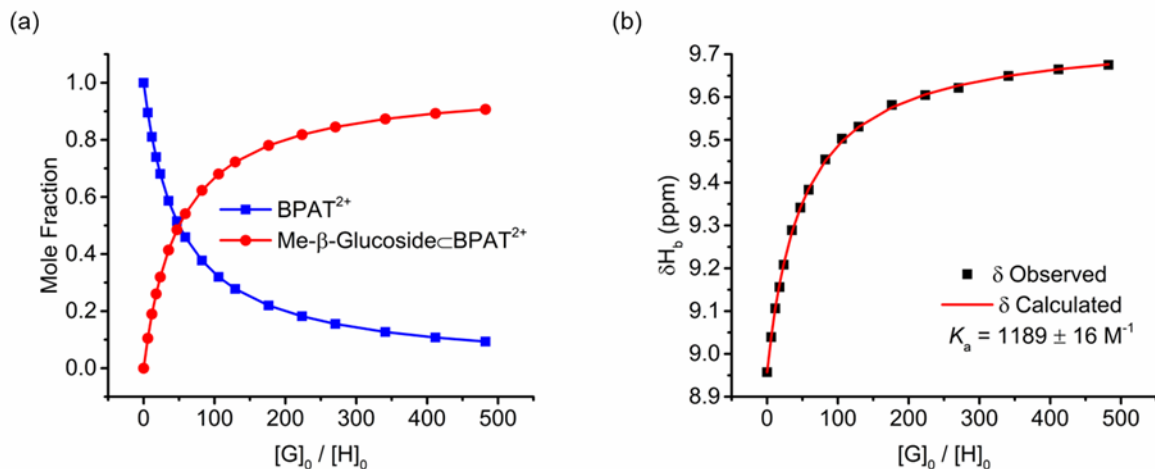 (a)
1.0
0.8
0.6
0.4
0.2
0.0
Mole Fraction
BPAT²⁺
Me-β-Glucoside⊂BPAT²⁺
0 100 200 300 400 500
[G]₀ / [H]₀
(b)
9.7
9.6
9.5
9.4
9.3
9.2
9.1
9.0
8.9
δH_b (ppm)
δ Observed
δ Calculated
Kₐ = 1189 ± 16 M⁻¹
0 100 200 300 400 500
[G]₀ / [H]₀